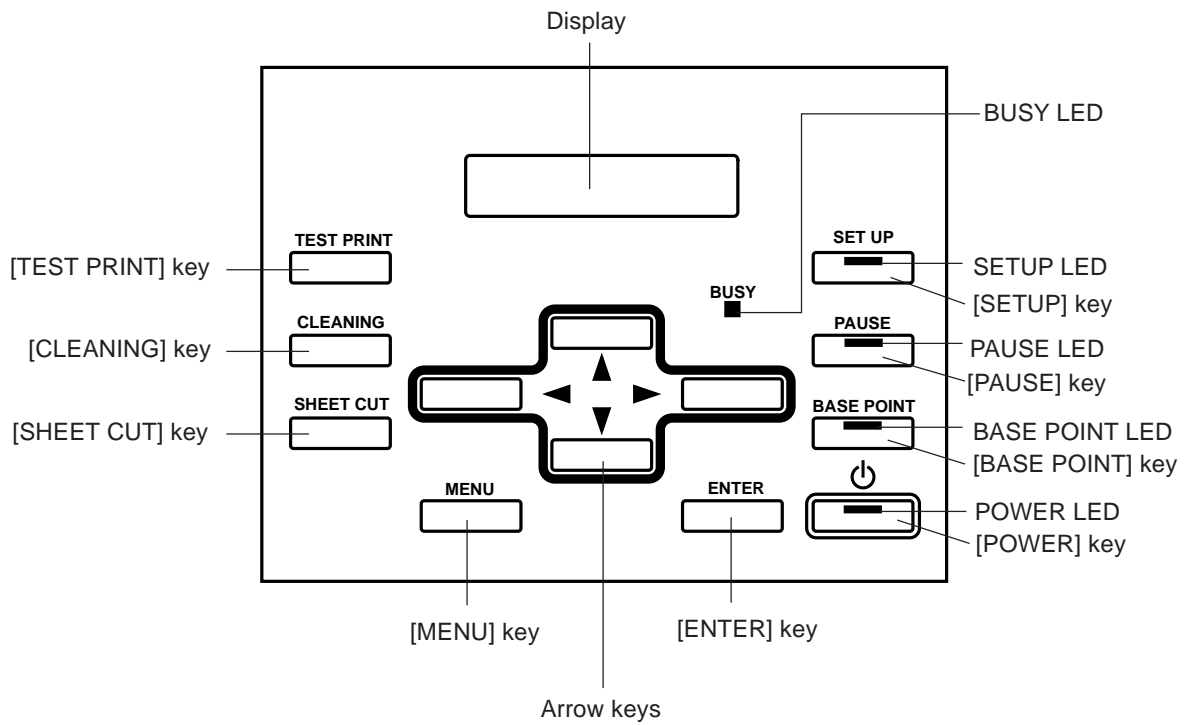 Display
BUSY LED
TEST PRINT
SET UP
[TEST PRINT] key
SETUP LED
[SETUP] key
BUSY
CLEANING
PAUSE
[CLEANING] key
PAUSE LED
[PAUSE] key
SHEET CUT
BASE POINT
[SHEET CUT] key
BASE POINT LED
[BASE POINT] key
MENU
ENTER
POWER LED
[POWER] key
[MENU] key
[ENTER] key
Arrow keys